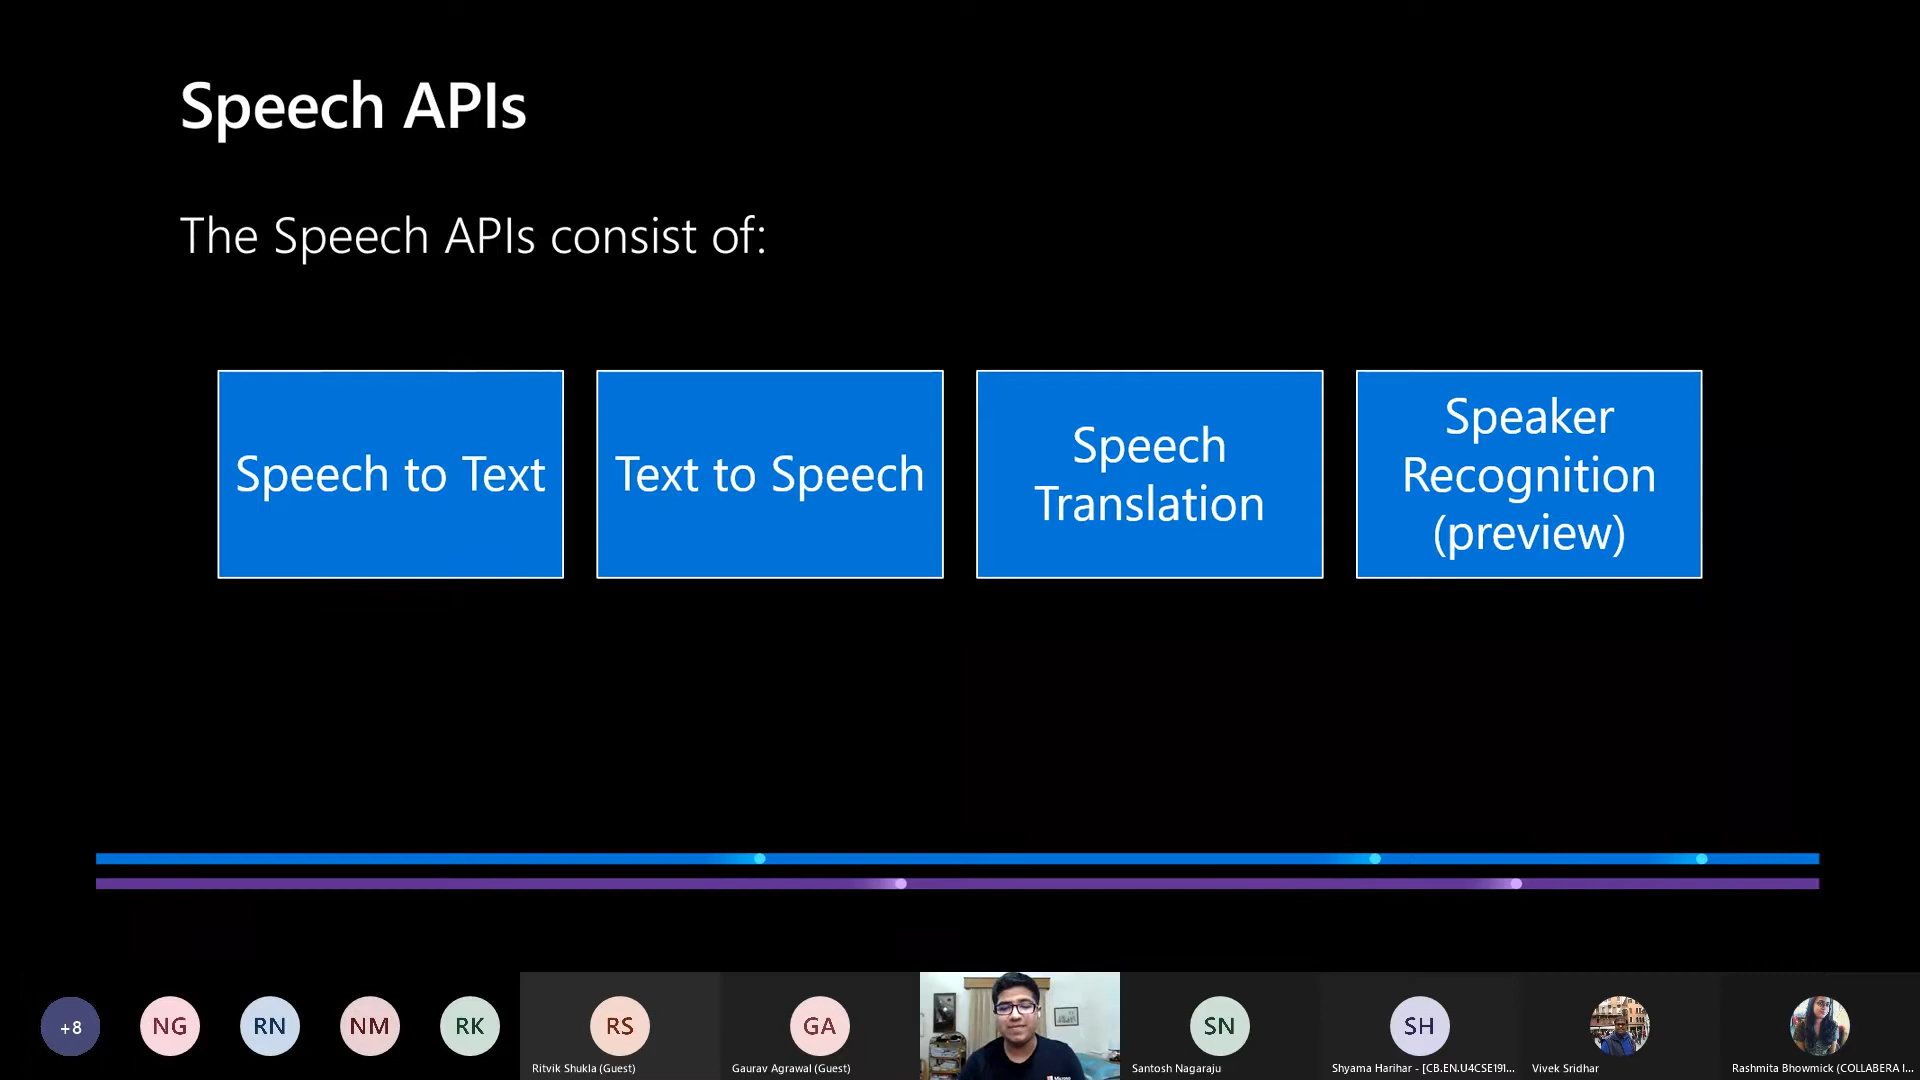 Speech APIs
The Speech APIs consist of:
Speech to Text
Text to Speech
Speech
Translation
Speaker
Recognition
(preview)
+8
NG
RN
NM
RK
RS
GA
SN
SH
Ritvik Shukla (Guest)
Gaurav Agrawal (Guest)
Santosh Nagaraju
Shyama Harihar - [CB.EN.U4CSE191...
Vivek Sridhar
Rashmita Bhowmick (COLLABERA I...